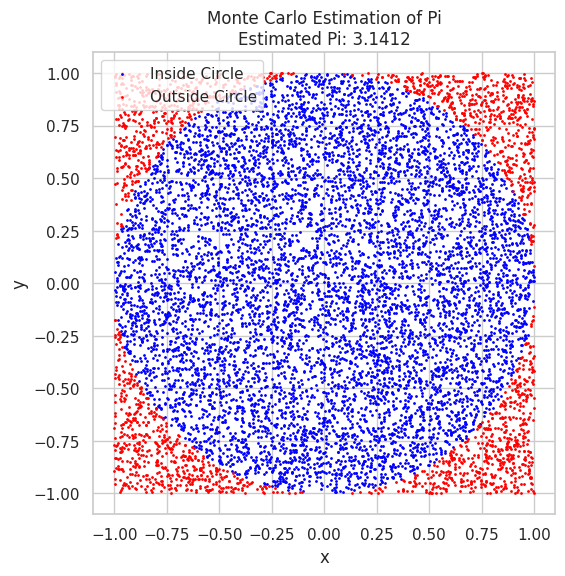 Monte Carlo Estimation of Pi
Estimated Pi: 3.1412
Inside Circle
Outside Circle
y
1.00
0.75
0.50
0.25
0.00
−0.25
−0.50
−0.75
−1.00
−1.00 −0.75 −0.50 −0.25 0.00 0.25 0.50 0.75 1.00
x